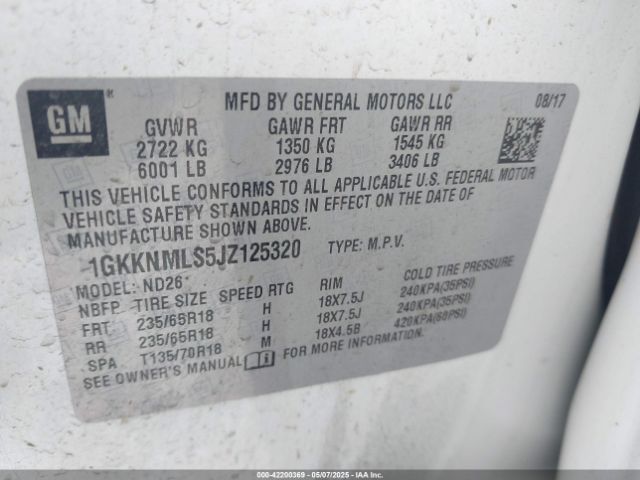 GM
MFD BY GENERAL MOTORS LLC 08/17
GVWR GAWR FRT GAWR RR
2722 KG 1350 KG 1545 KG
6001 LB 2976 LB 3406 LB
THIS VEHICLE CONFORMS TO ALL APPLICABLE U.S. FEDERAL MOTOR
VEHICLE SAFETY STANDARDS IN EFFECT ON THE DATE OF
MANUFACTURE SHOWN ABOVE.
1GKKNMLS5JZ125320 TYPE: M.P.V.
MODEL: ND26
NBFP TIRE SIZE SPEED RTG RIM COLD TIRE PRESSURE
FRT 235/65R18 H 18X7.5J 240KPA(35PSI)
RR 235/65R18 H 18X7.5J 240KPA(35PSI)
SPA T135/70R18 M 18X4.5B 420KPA(60PSI)
SEE OWNER'S MANUAL FOR MORE INFORMATION.
000-42200369 - 05/07/2025 - IAA Inc.